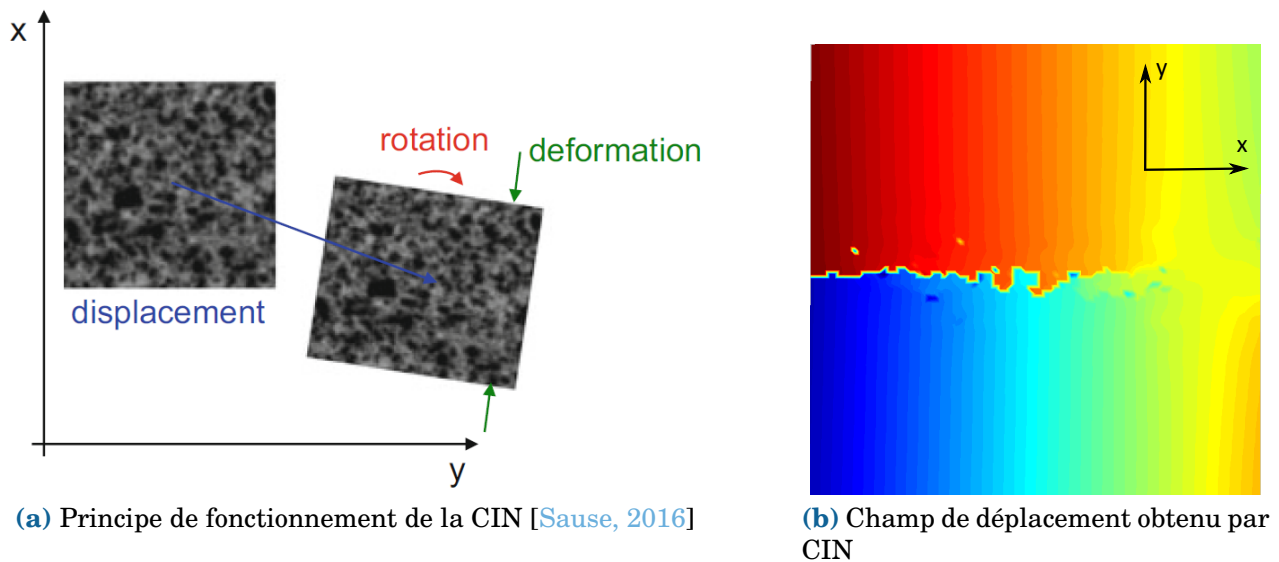 x
rotation
deformation
displacement
y
(a) Principe de fonctionnement de la CIN [Sause, 2016]
y
x
(b) Champ de déplacement obtenu par
CIN